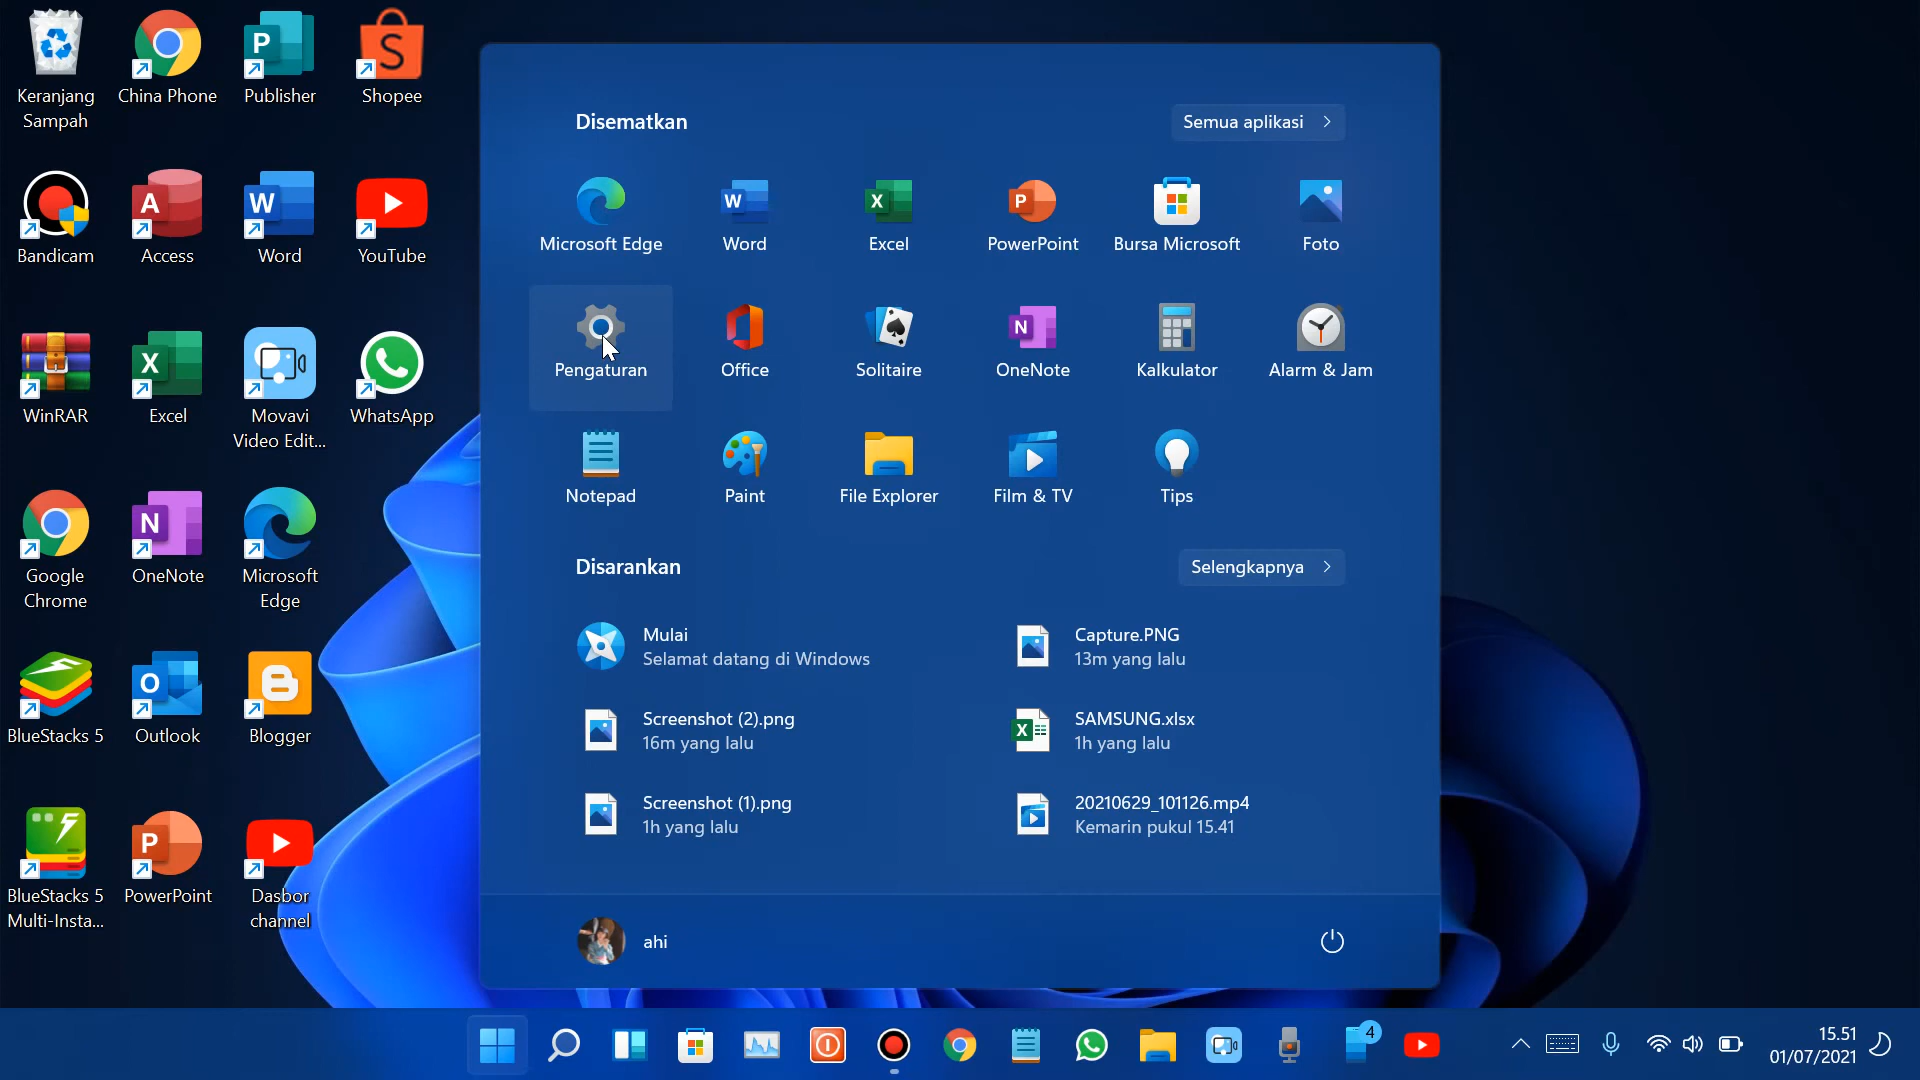 Keranjang
Sampah
China Phone
Publisher
Shopee
Bandicam
Access
Word
YouTube
WinRAR
Excel
Movavi
Video Edit...
WhatsApp
Google
Chrome
OneNote
Microsoft
Edge
BlueStacks 5
Outlook
Blogger
BlueStacks 5
Multi-Insta...
PowerPoint
Dasbor
channel
Disematkan
Semua aplikasi
Microsoft Edge
Word
Excel
PowerPoint
Bursa Microsoft
Foto
Pengaturan
Office
Solitaire
OneNote
Kalkulator
Alarm & Jam
Notepad
Paint
File Explorer
Film & TV
Tips
Disarankan
Selengkapnya
Mulai
Selamat datang di Windows
Capture.PNG
13m yang lalu
Screenshot (2).png
16m yang lalu
SAMSUNG.xlsx
1h yang lalu
Screenshot (1).png
1h yang lalu
20210629_101126.mp4
Kemarin pukul 15.41
ahi
4
15.51
01/07/2021